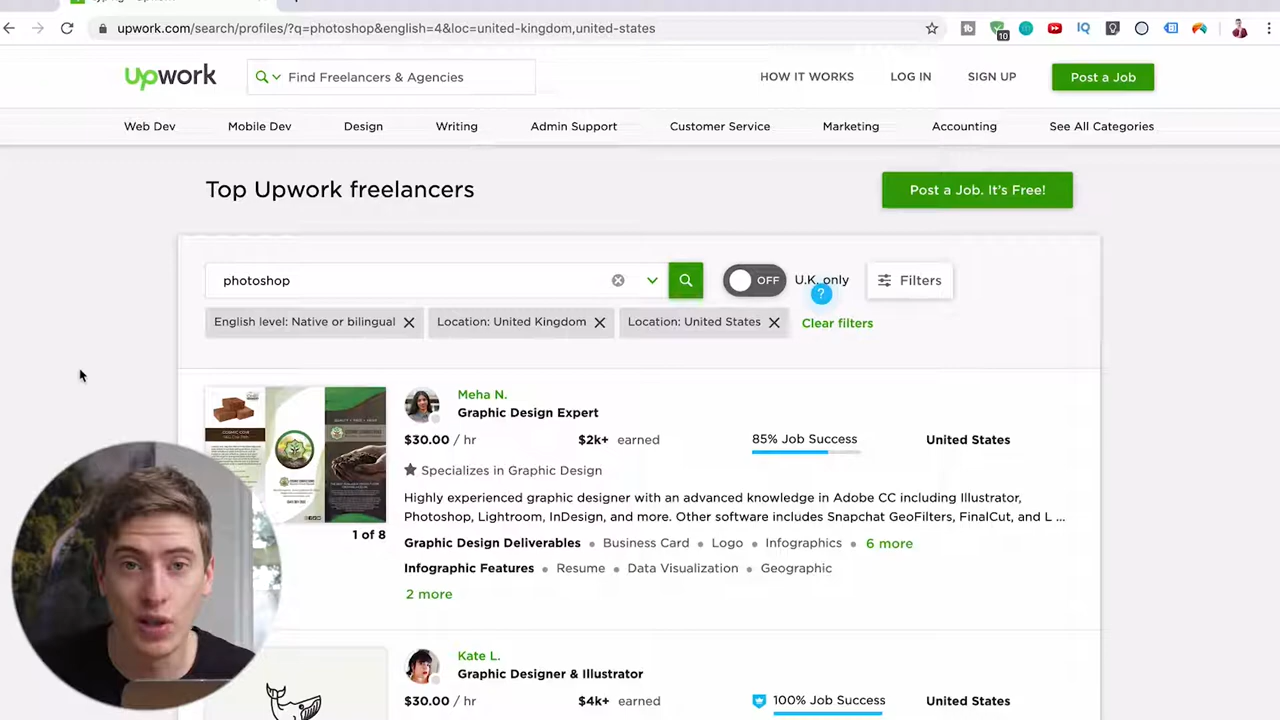 upwork.com/search/profiles/?q=photoshop&english=4&loc=united-kingdom,united-states
10
IQ
upwork
Find Freelancers & Agencies
HOW IT WORKS
LOG IN
SIGN UP
Post a Job
Web Dev
Mobile Dev
Design
Writing
Admin Support
Customer Service
Marketing
Accounting
See All Categories
Top Upwork freelancers
Post a Job. It's Free!
photoshop
OFF
U.K. only
?
Filters
English level: Native or bilingual
Location: United Kingdom
Location: United States
Clear filters
Meha N.
Graphic Design Expert
$30.00 / hr
$2k+ earned
85% Job Success
United States
Specializes in Graphic Design
Highly experienced graphic designer with an advanced knowledge in Adobe CC including Illustrator,
Photoshop, Lightroom, InDesign, and more. Other software includes Snapchat GeoFilters, FinalCut, and L ...
1 of 8
Graphic Design Deliverables • Business Card • Logo • Infographics • 6 more
Infographic Features • Resume • Data Visualization • Geographic
2 more
Kate L.
Graphic Designer & Illustrator
$30.00 / hr
$4k+ earned
100% Job Success
United States